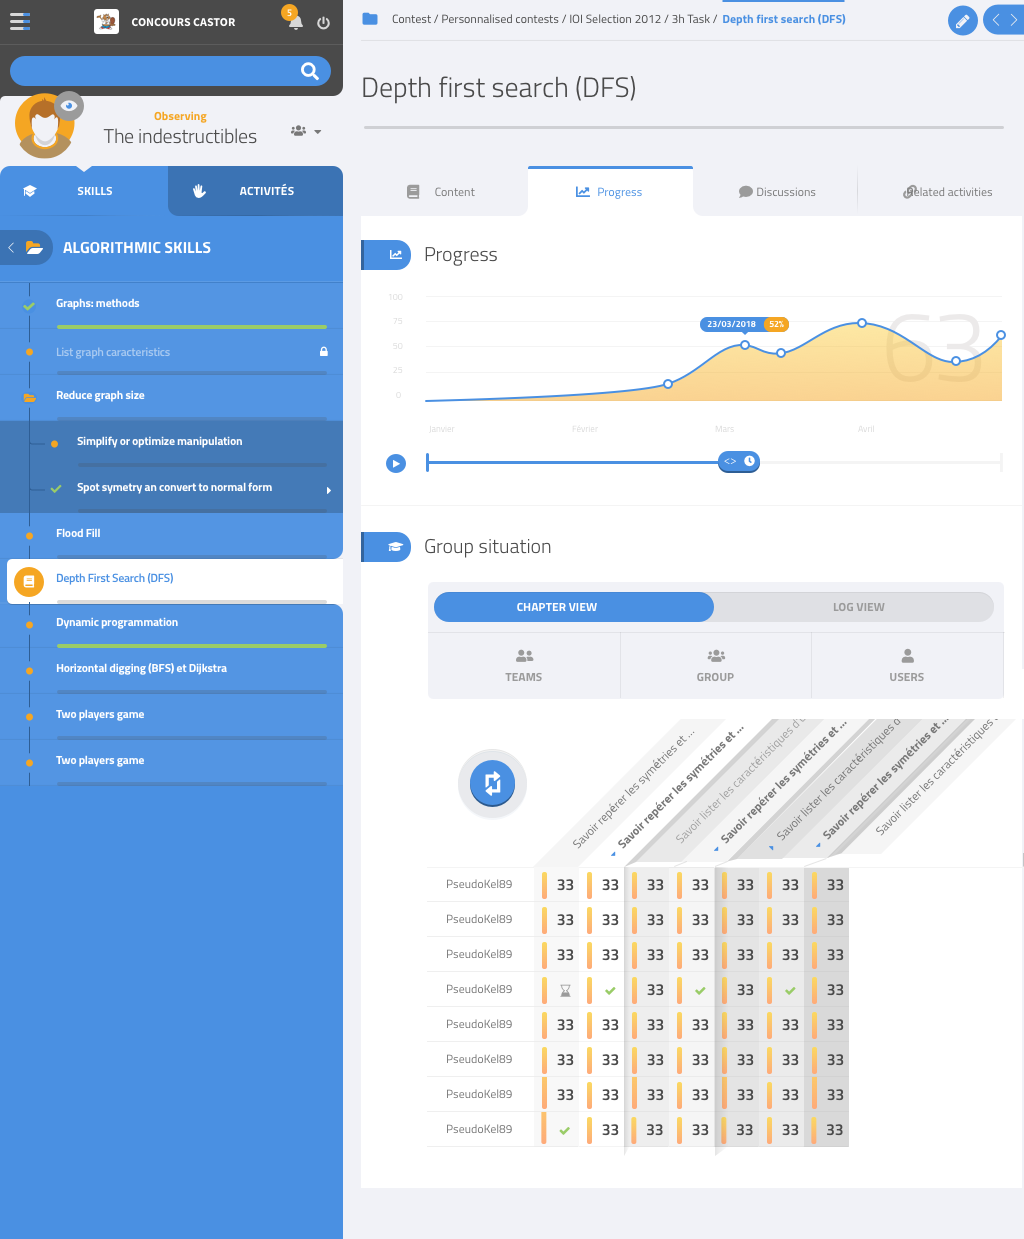 CONCOURS CASTOR
5
Observing
The indestructibles
SKILLS
ACTIVITÉS
ALGORITHMIC SKILLS
Graphs: methods
List graph caracteristics
Reduce graph size
Simplify or optimize manipulation
Spot symetry an convert to normal form
Flood Fill
Depth First Search (DFS)
Dynamic programmation
Horizontal digging (BFS) et Dijkstra
Two players game
Two players game
Contest / Personnalised contests / IOI Selection 2012 / 3h Task / Depth first search (DFS)
Depth first search (DFS)
Content
Progress
Discussions
Related activities
Progress
100
75
50
25
0
23/03/2018 52%
63
Janvier Février Mars Avril
<>
Group situation
CHAPTER VIEW
LOG VIEW
TEAMS
GROUP
USERS
Savoir repérer les symétries et ...
Savoir repérer les symétries et ...
Savoir lister les caractéristiques d'
Savoir repérer les symétries et ...
Savoir lister les caractéristiques
Savoir repérer les symétries et ...
Savoir lister les caractéristiques
PseudoKel89 33 33 33 33 33 33 33
PseudoKel89 33 33 33 33 33 33 33
PseudoKel89 33 33 33 33 33 33 33
PseudoKel89 33 33 33
PseudoKel89 33 33 33 33 33 33 33
PseudoKel89 33 33 33 33 33 33 33
PseudoKel89 33 33 33 33 33 33 33
PseudoKel89 33 33 33 33 33 33